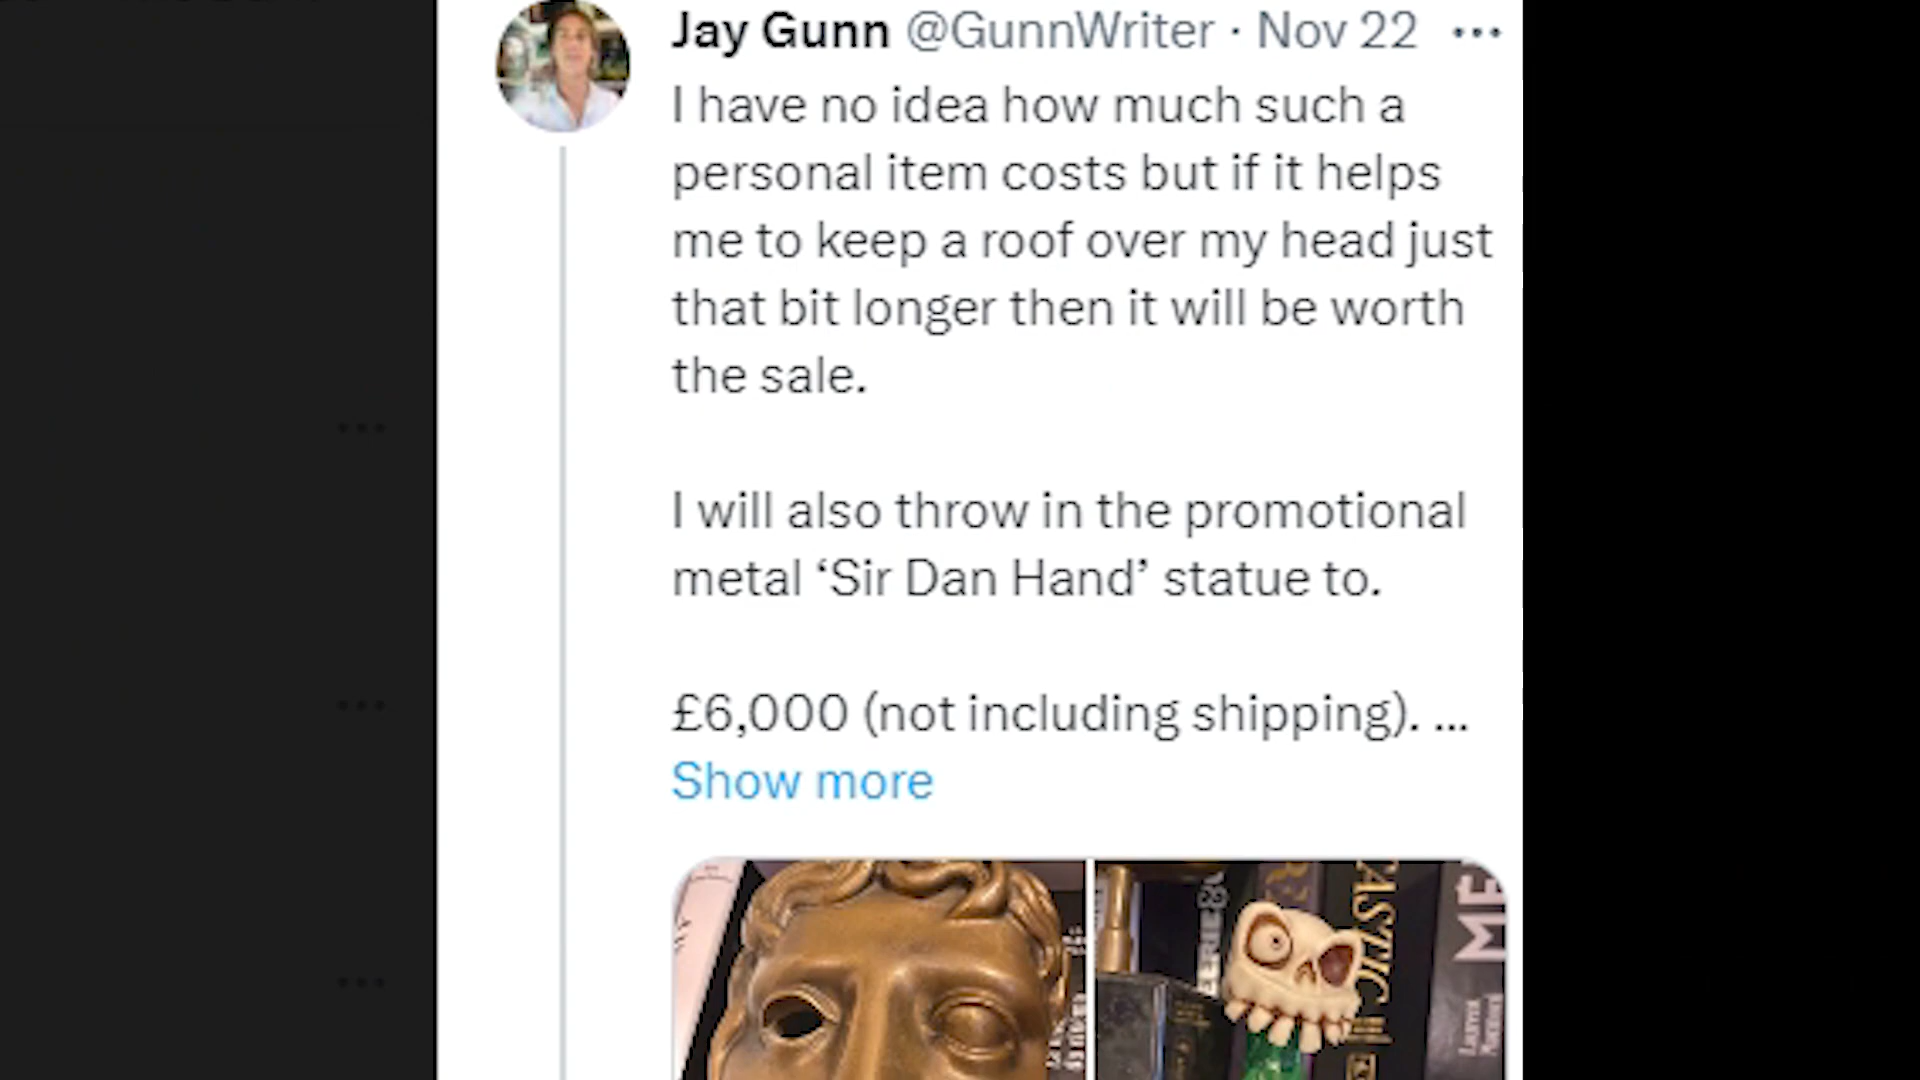 Jay Gunn @GunnWriter · Nov 22 ···
I have no idea how much such a
personal item costs but if it helps
me to keep a roof over my head just
that bit longer then it will be worth
the sale.
I will also throw in the promotional
metal ‘Sir Dan Hand’ statue to.
£6,000 (not including shipping). ...
Show more